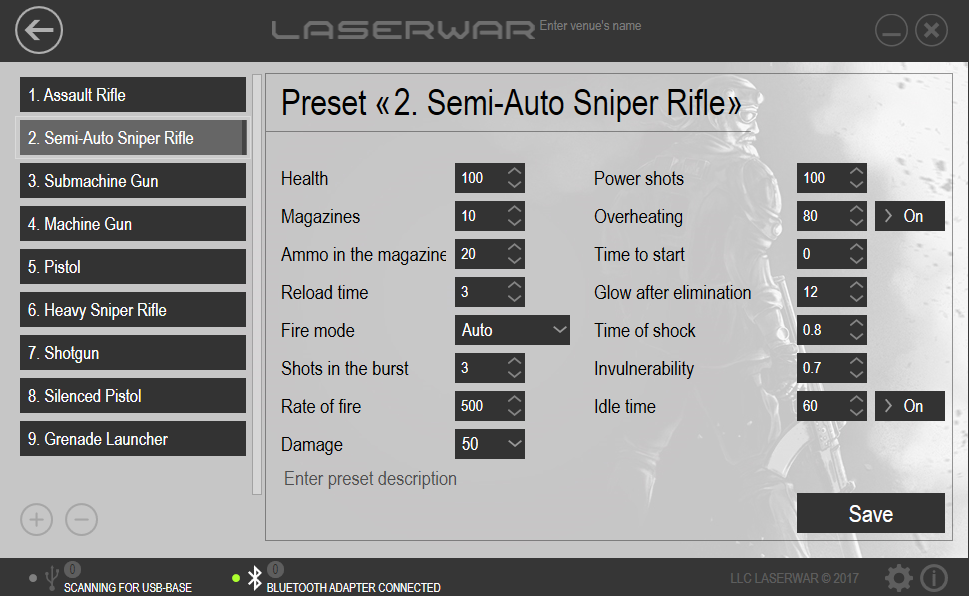 LASERWAR Enter venue's name
1. Assault Rifle
2. Semi-Auto Sniper Rifle
3. Submachine Gun
4. Machine Gun
5. Pistol
6. Heavy Sniper Rifle
7. Shotgun
8. Silenced Pistol
9. Grenade Launcher
Preset «2. Semi-Auto Sniper Rifle»
Health 100
Magazines 10
Ammo in the magazine 20
Reload time 3
Fire mode Auto
Shots in the burst 3
Rate of fire 500
Damage 50
Enter preset description
Power shots 100
Overheating 80 On
Time to start 0
Glow after elimination 12
Time of shock 0.8
Invulnerability 0.7
Idle time 60 On
Save
0
SCANNING FOR USB-BASE
0
BLUETOOTH ADAPTER CONNECTED
LLC LASERWAR © 2017